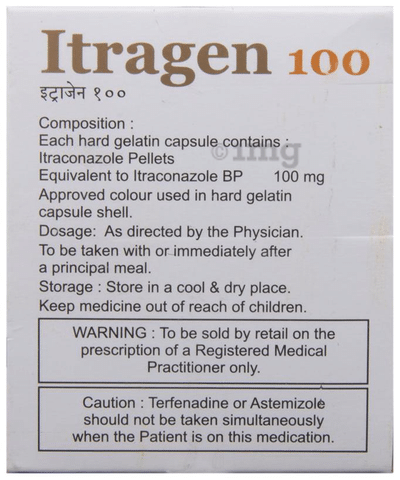 Itragen 100
इट्राजेन १००
Composition :
Each hard gelatin capsule contains :
Itraconazole Pellets
Equivalent to Itraconazole BP 100 mg
Approved colour used in hard gelatin
capsule shell.
Dosage: As directed by the Physician.
To be taken with or immediately after
a principal meal.
Storage : Store in a cool & dry place.
Keep medicine out of reach of children.
WARNING : To be sold by retail on the
prescription of a Registered Medical
Practitioner only.
Caution : Terfenadine or Astemizole
should not be taken simultaneously
when the Patient is on this medication.
©1mg